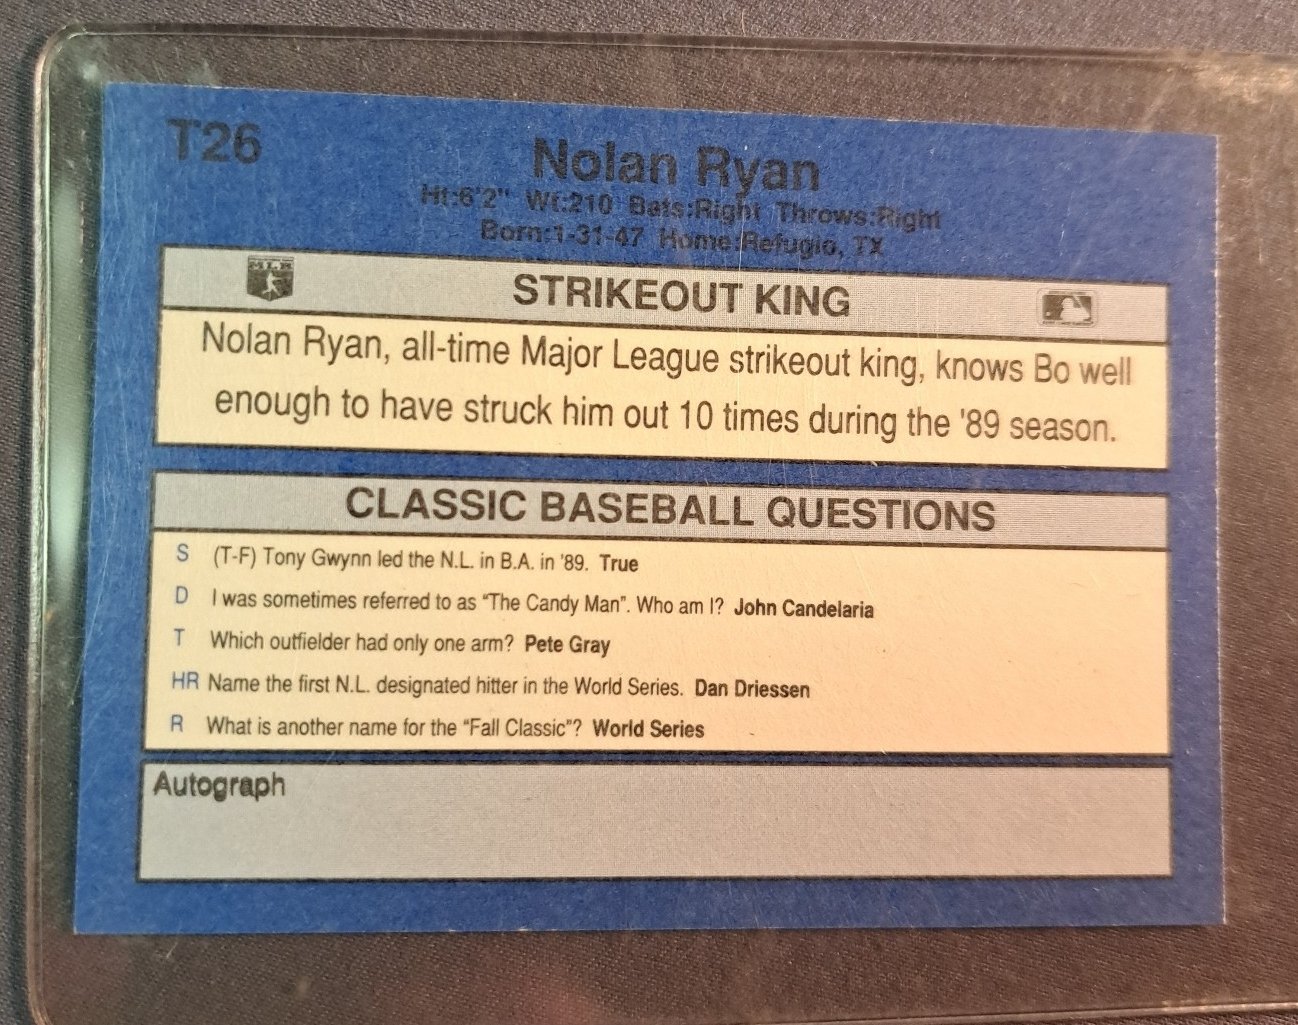 T26
Nolan Ryan
Ht:6'2" Wt:210 Bats:Right Throws:Right
Born:1-31-47 Home:Refugio, TX
STRIKEOUT KING
Nolan Ryan, all-time Major League strikeout king, knows Bo well
enough to have struck him out 10 times during the '89 season.
CLASSIC BASEBALL QUESTIONS
S (T-F) Tony Gwynn led the N.L. in B.A. in '89. True
D I was sometimes referred to as "The Candy Man". Who am I? John Candelaria
T Which outfielder had only one arm? Pete Gray
HR Name the first N.L. designated hitter in the World Series. Dan Driessen
R What is another name for the "Fall Classic"? World Series
Autograph